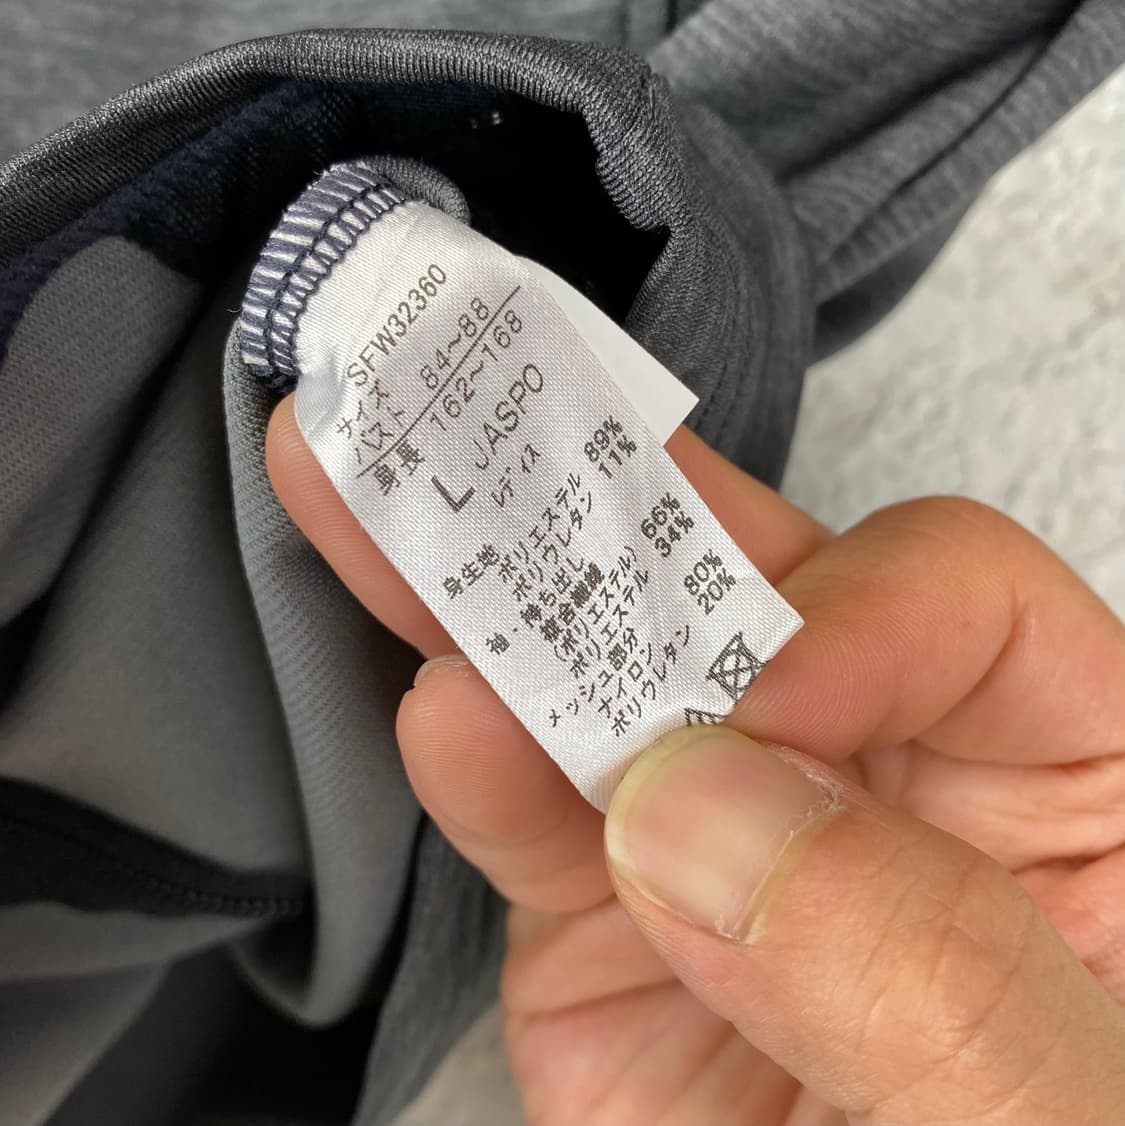 SFW32360
サイズ
バスト 84~88
身長 162~168
L JASPO
レディス
身生地 ポリエステル 89%
ポリウレタン 11%
袖・持ち出し
複合繊維
(ポリエステル) 66%
ポリエステル 34%
メッシュ部分
ナイロン 80%
ポリウレタン 20%